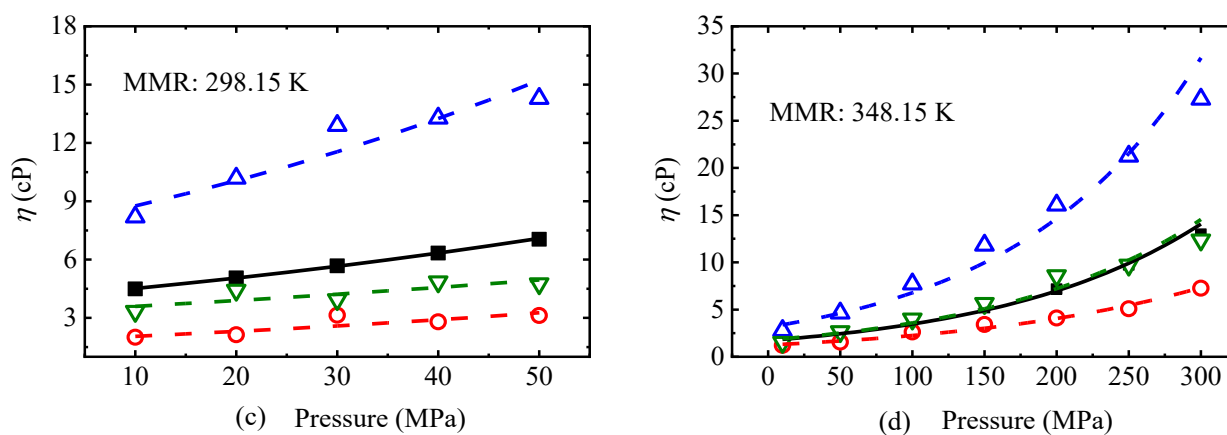 18
15
12
9
6
3
η (cP)
MMR: 298.15 K
10 20 30 40 50
(c) Pressure (MPa)
35
30
25
20
15
10
5
0
η (cP)
MMR: 348.15 K
0 50 100 150 200 250 300
(d) Pressure (MPa)